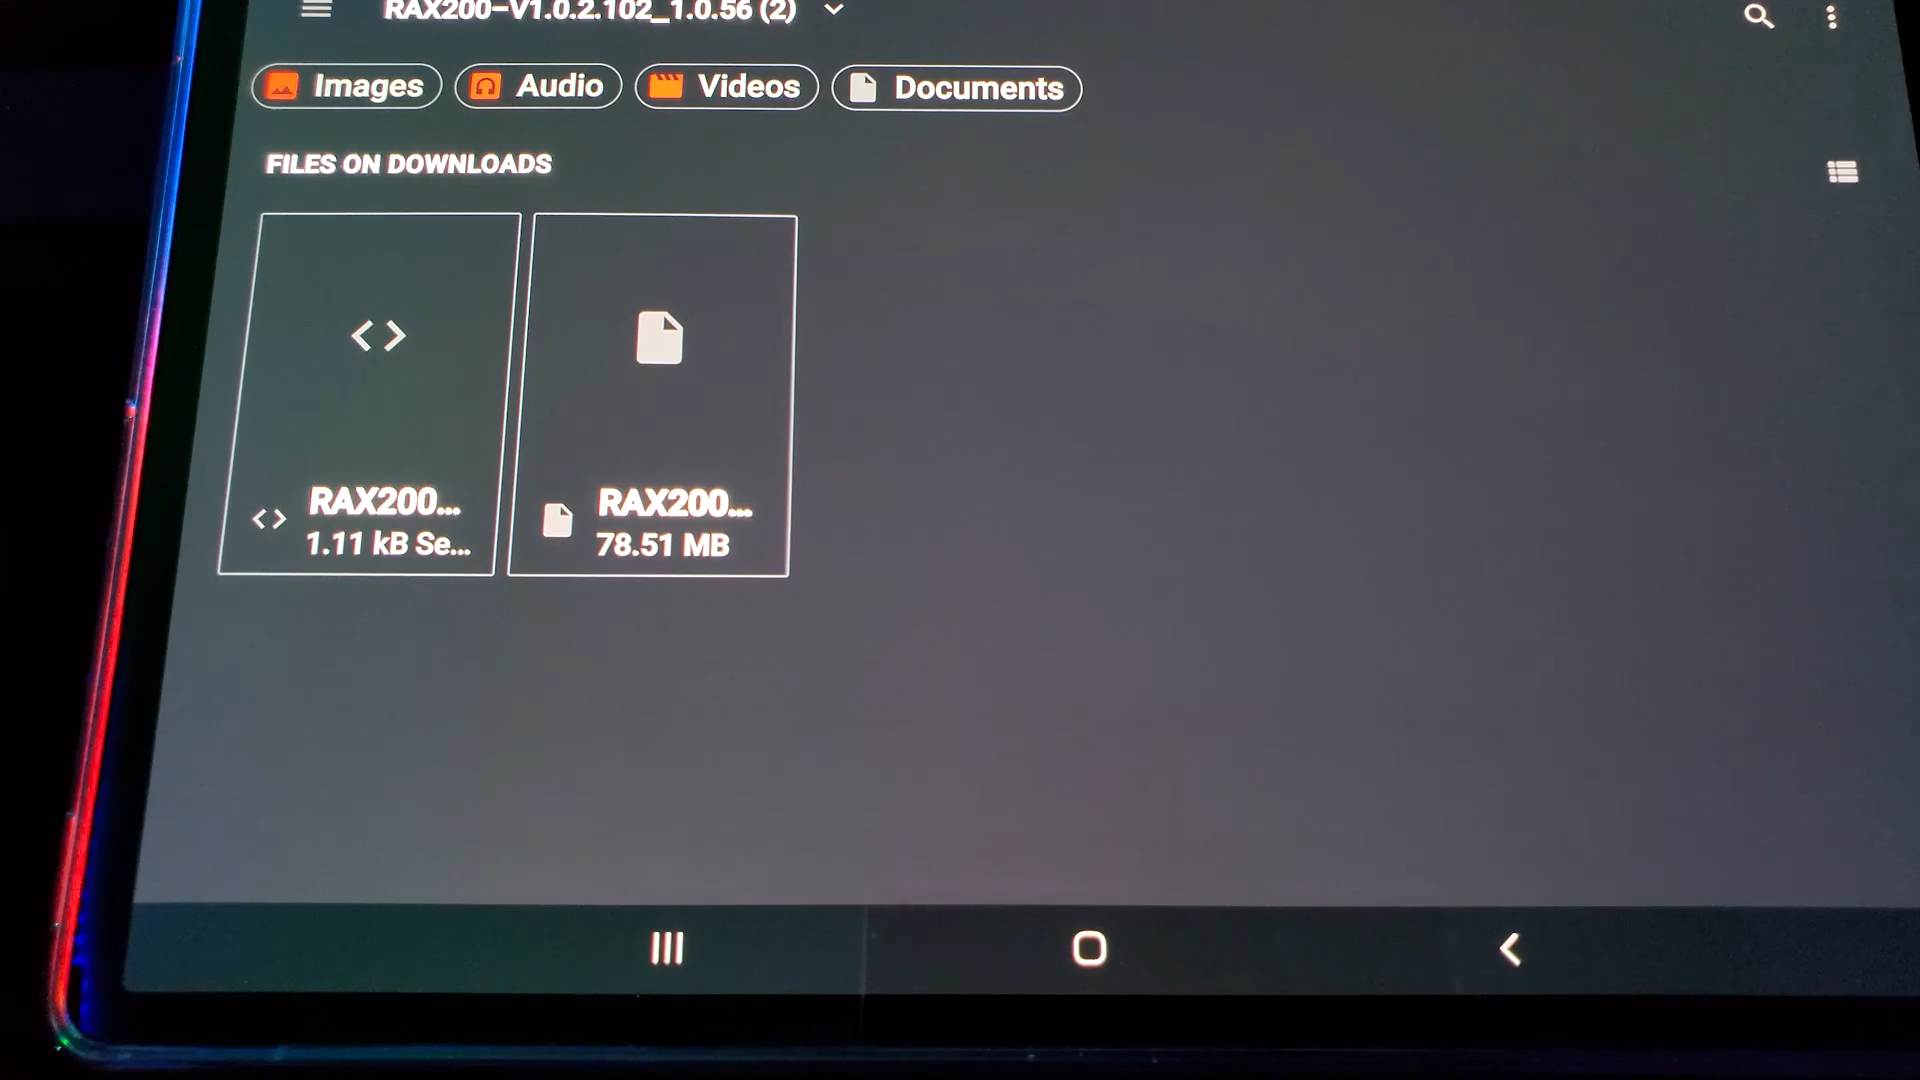 RAX200-V1.0.2.102_1.0.56 (2)
Images Audio Videos Documents
FILES ON DOWNLOADS
RAX200...
1.11 kB Se...
RAX200...
78.51 MB